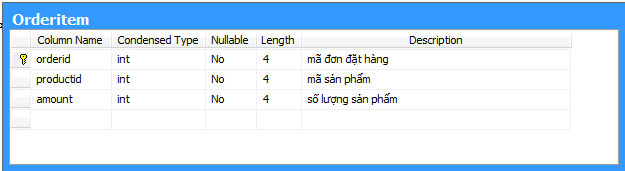 Orderitem
Column Name Condensed Type Nullable Length Description
orderid int No 4 mã đơn đặt hàng
productid int No 4 mã sản phẩm
amount int No 4 số lượng sản phẩm